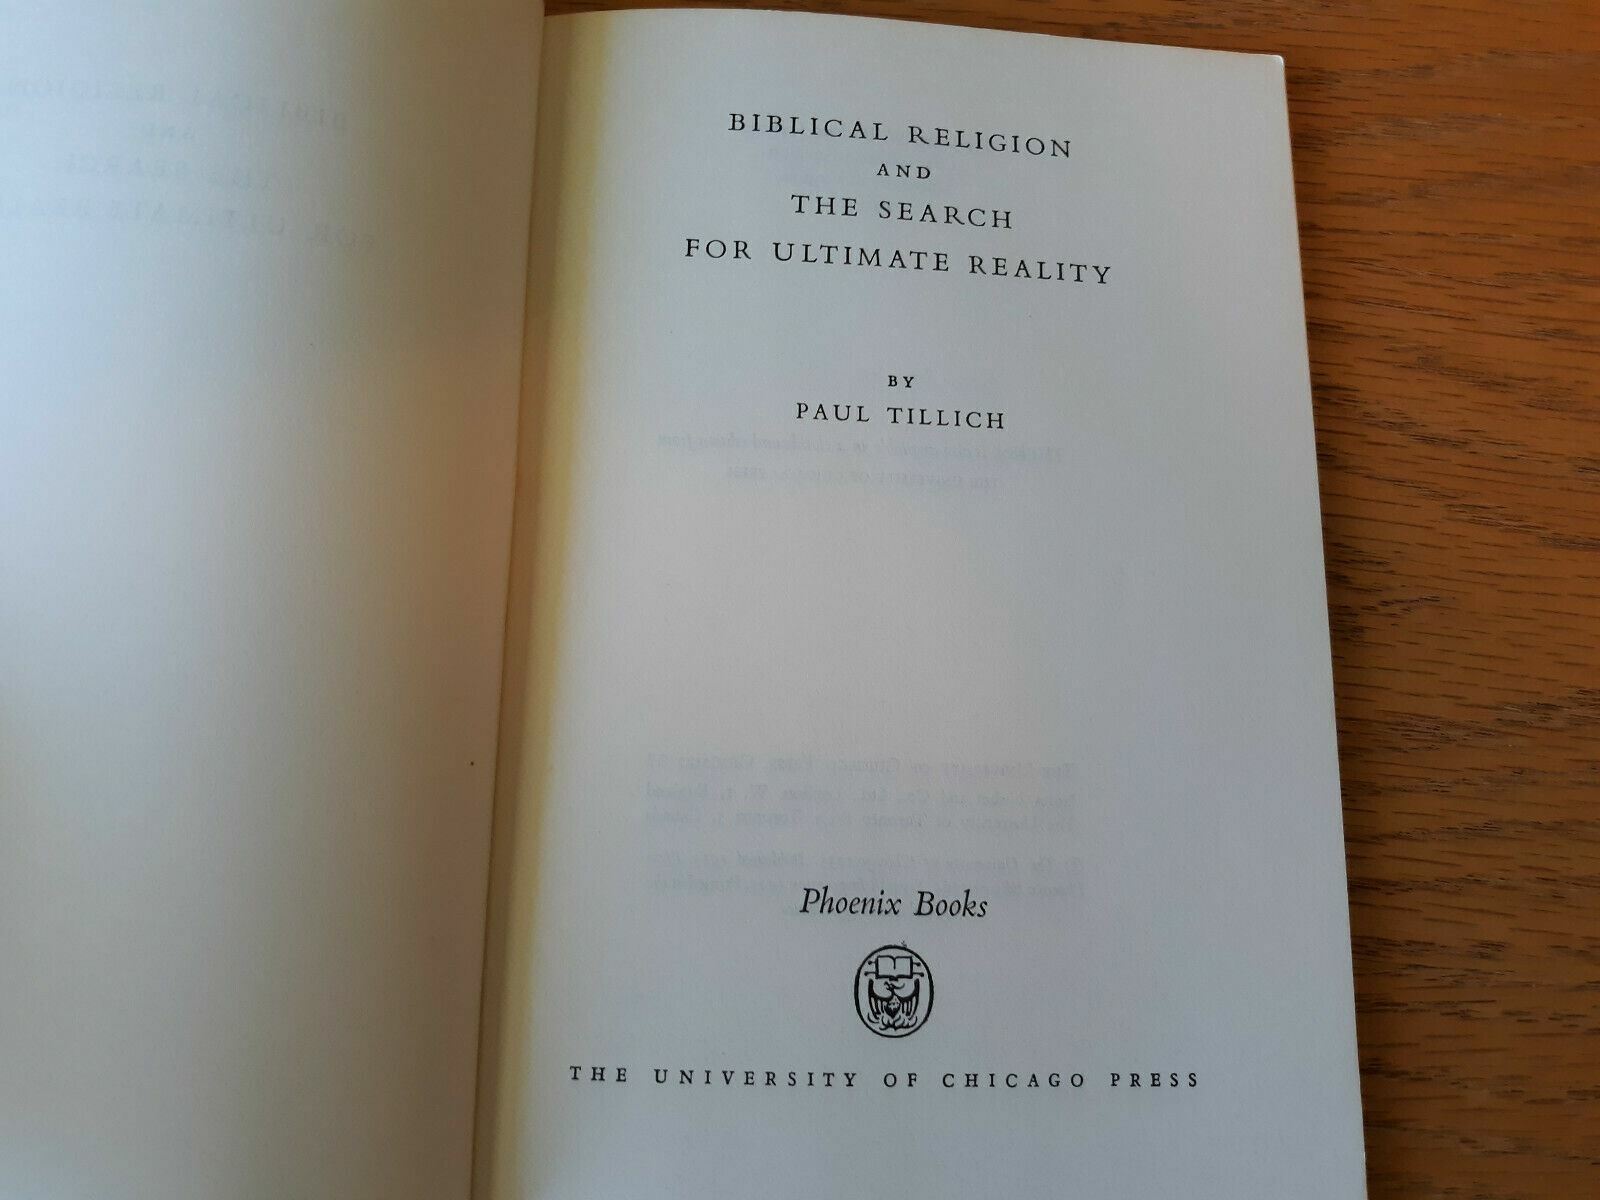 BIBLICAL RELIGION
AND
THE SEARCH
FOR ULTIMATE REALITY
BY
PAUL TILLICH
Phoenix Books
THE UNIVERSITY OF CHICAGO PRESS